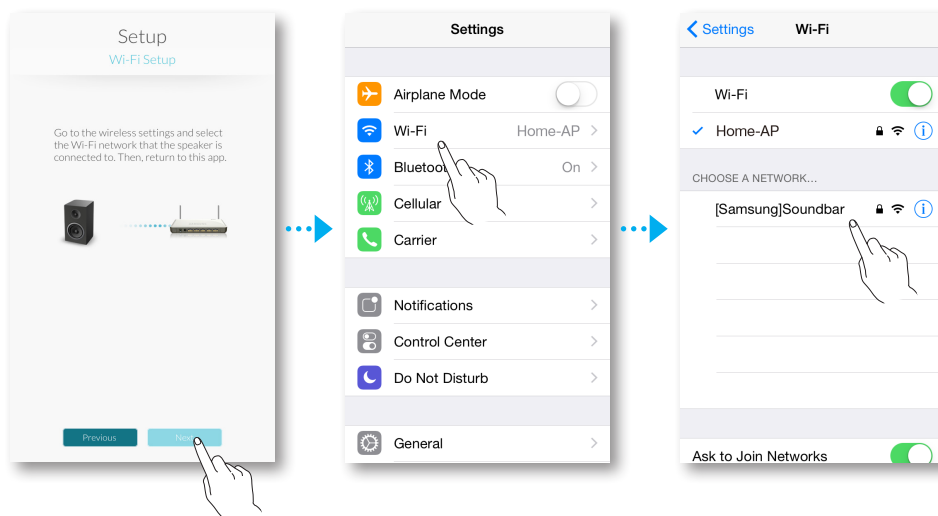 Setup
Wi-Fi Setup
Go to the wireless settings and select
the Wi-Fi network that the speaker is
connected to. Then, return to this app.
Previous
Settings
Airplane Mode
Wi-Fi
Home-AP
On
Cellular
Carrier
Notifications
Control Center
Do Not Disturb
General
Settings
Wi-Fi
Wi-Fi
Home-AP
CHOOSE A NETWORK...
[Samsung]Soundbar
Ask to Join Networks